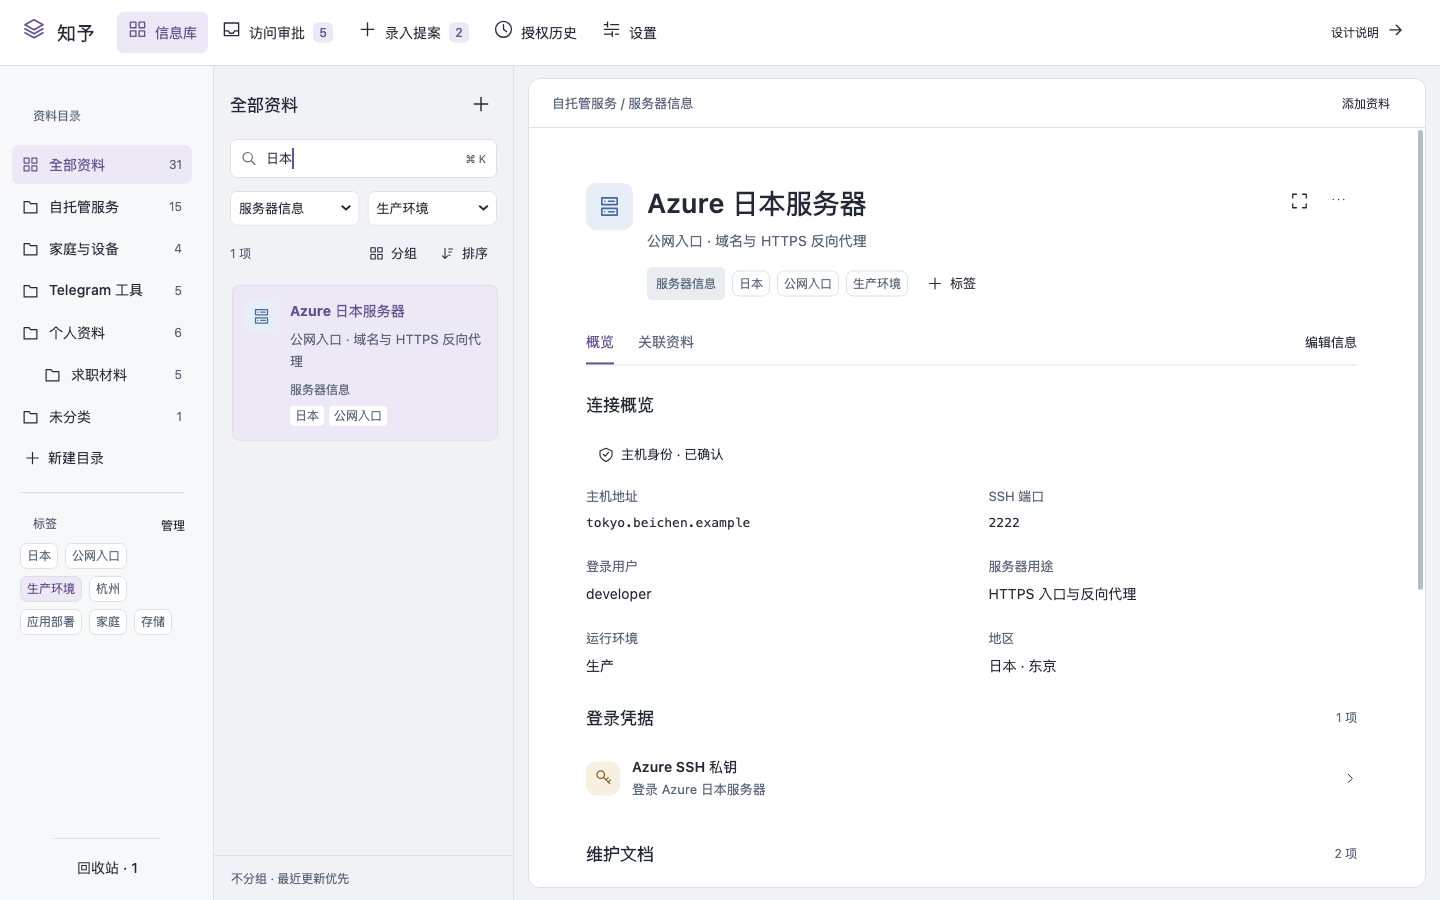 知予
信息库
访问审批 5
录入提案 2
授权历史
设置
设计说明
资料目录
全部资料 31
自托管服务 15
家庭与设备 4
Telegram 工具 5
个人资料 6
求职材料 5
未分类 1
新建目录
标签 管理
日本 公网入口
生产环境 杭州
应用部署 家庭 存储
回收站 · 1
全部资料
日本 ⌘ K
服务器信息 生产环境
1 项 分组 排序
Azure 日本服务器
公网入口 · 域名与 HTTPS 反向代
理
服务器信息
日本 公网入口
不分组 · 最近更新优先
自托管服务 / 服务器信息 添加资料
Azure 日本服务器
公网入口 · 域名与 HTTPS 反向代理
服务器信息 日本 公网入口 生产环境 标签
概览 关联资料 编辑信息
连接概览
主机身份 · 已确认
主机地址 SSH 端口
tokyo.beichen.example 2222
登录用户 服务器用途
developer HTTPS 入口与反向代理
运行环境 地区
生产 日本 · 东京
登录凭据 1 项
Azure SSH 私钥
登录 Azure 日本服务器
维护文档 2 项